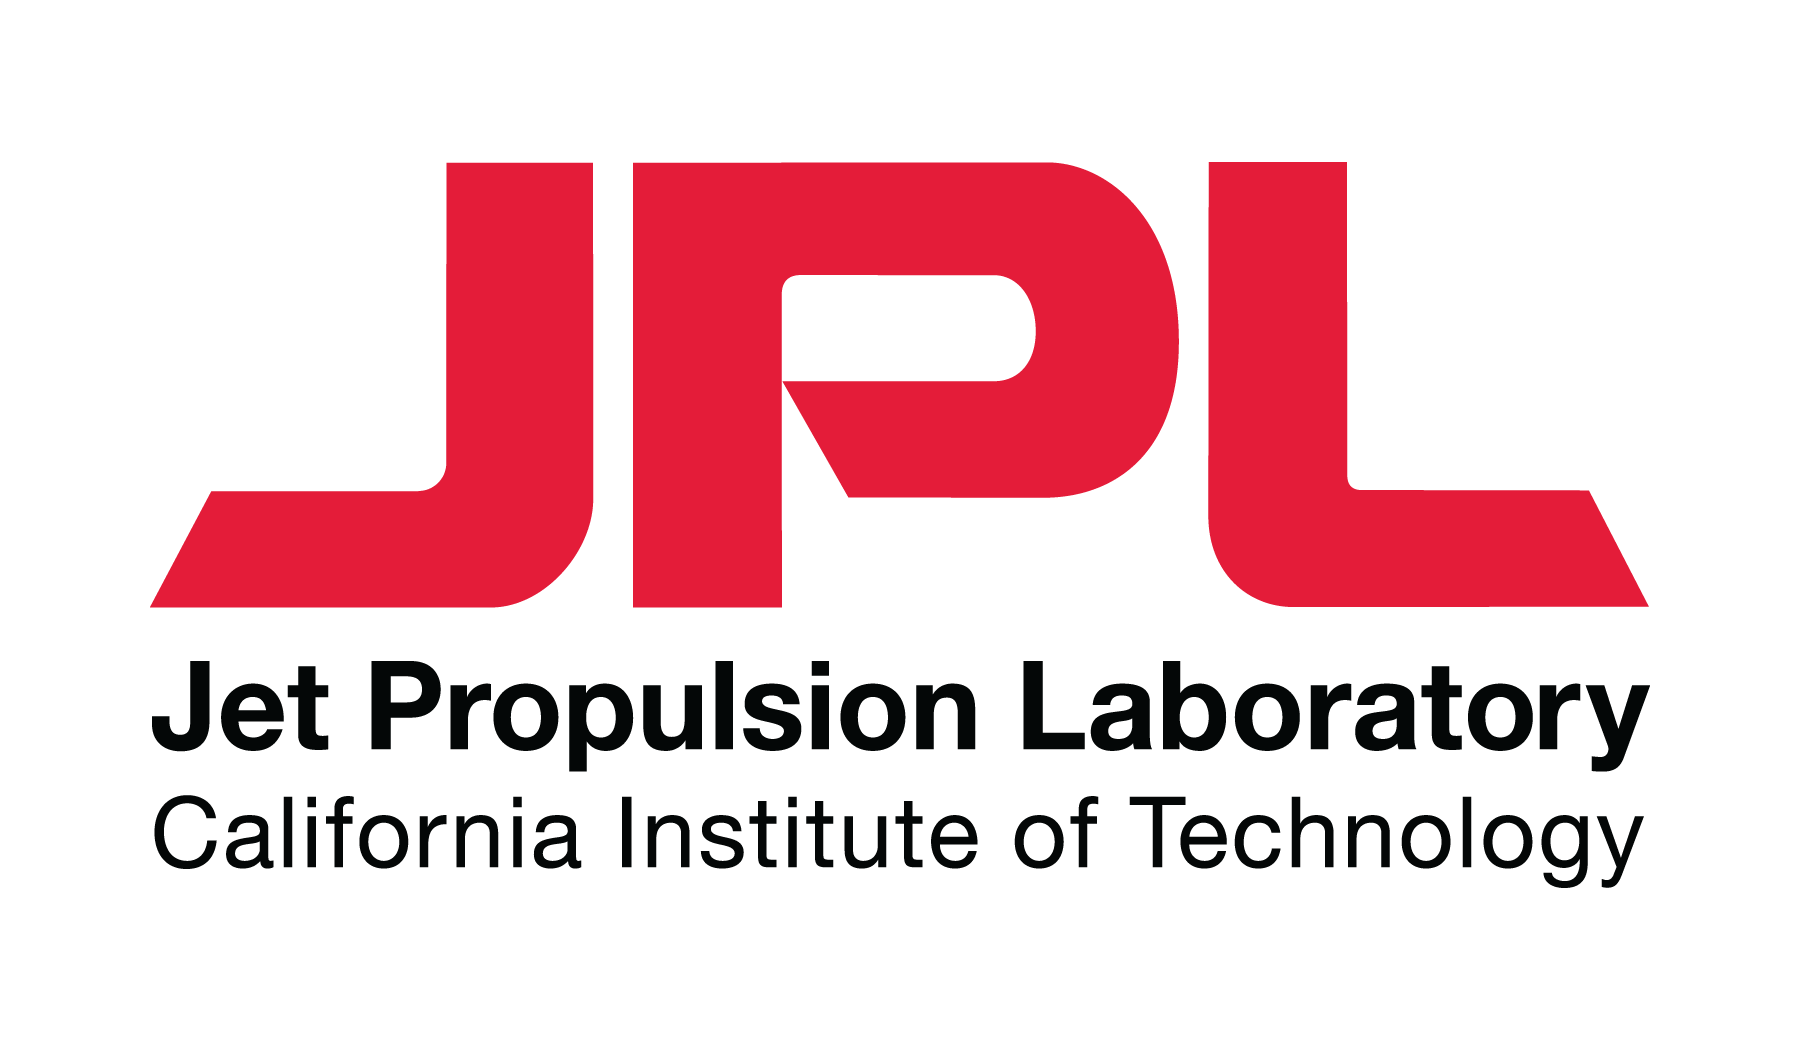 JPL
Jet Propulsion Laboratory
California Institute of Technology